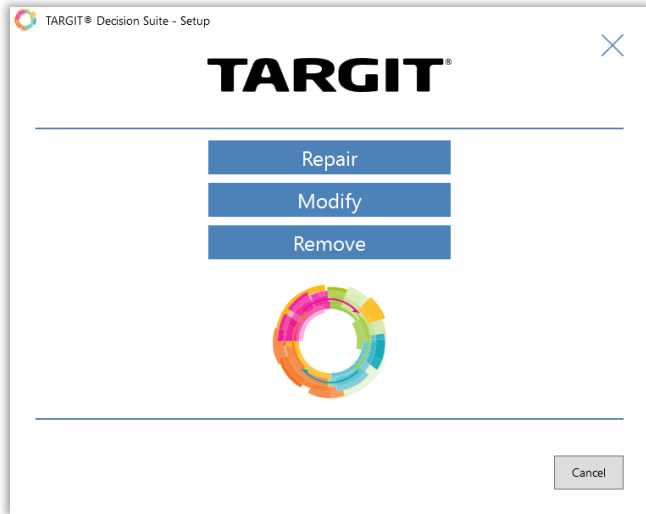 TARGIT® Decision Suite - Setup
TARGIT®
Repair
Modify
Remove
Cancel